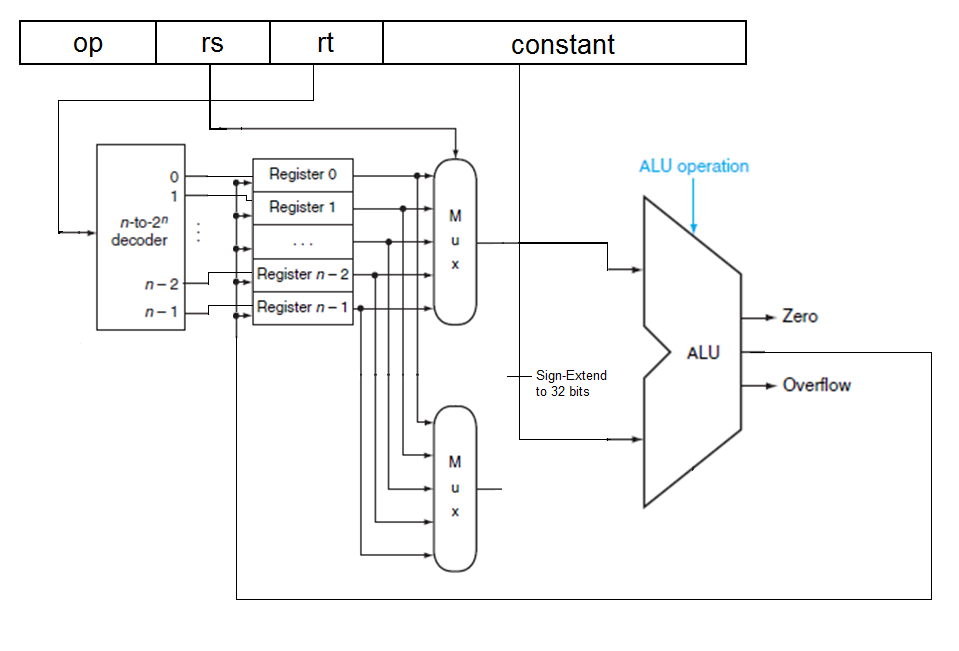 op rs rt constant
ALU operation
0
1
n-to-2ⁿ
decoder
n – 2
n – 1
Register 0
Register 1
. . .
Register n – 2
Register n – 1
M
u
x
Sign-Extend
to 32 bits
M
u
x
ALU
Zero
Overflow